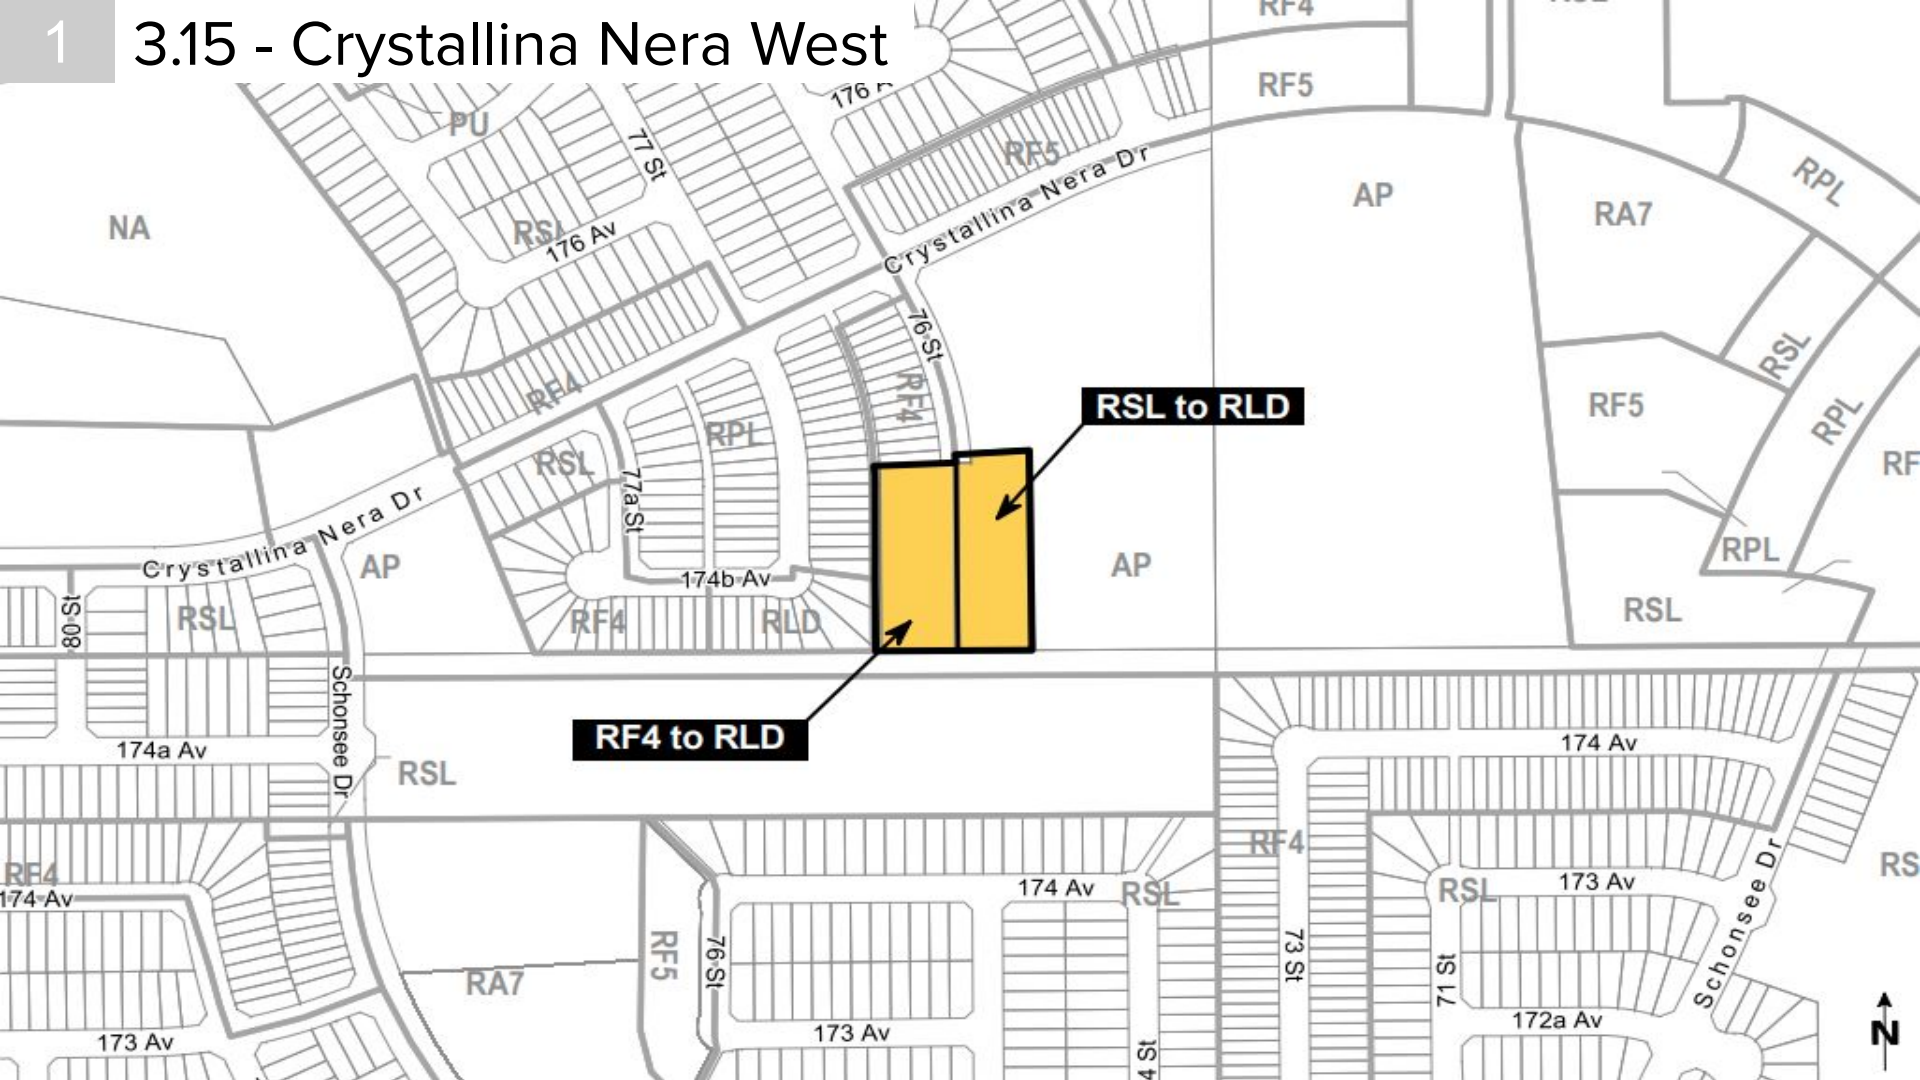 1
3.15 - Crystallina Nera West
RF4
RF5
176 A
PU
77 St
RF5
Crystallina Nera Dr
AP
RPL
RA7
NA
RSL
176 Av
76 St
RSL
RF4
RF4
RSL to RLD
RF5
RPL
RPL
RSL
77a St
RF
Crystallina Nera Dr
AP
AP
RPL
174b Av
80 St
RSL
RF4
RLD
RSL
Schonsee Dr
RF4 to RLD
174a Av
RSL
174 Av
RF4
RF4
174 Av
174 Av
RSL
173 Av
RSL
RS
Schonsee Dr
RF5
76 St
73 St
71 St
RA7
173 Av
173 Av
172a Av
4 St
N